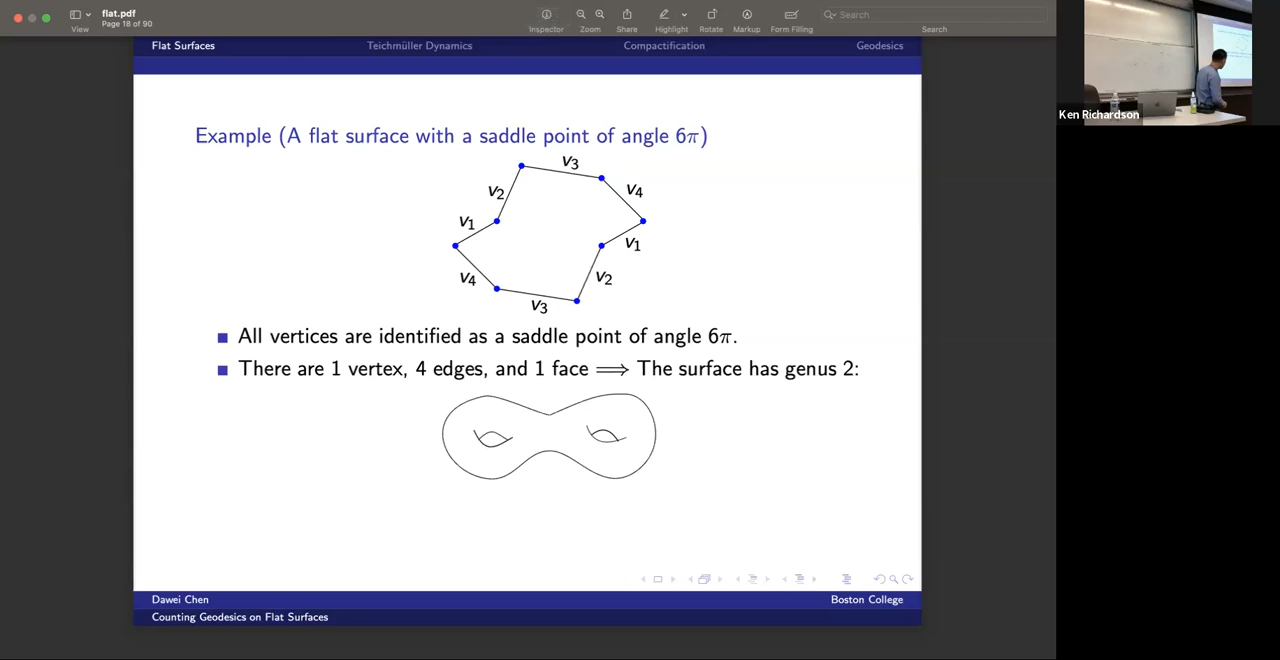 flat.pdf
Page 18 of 90
View
Inspector
Zoom
Share
Highlight
Rotate
Markup
Form Filling
Search
Search
Flat Surfaces
Teichmüller Dynamics
Compactification
Geodesics
Ken Richardson
Example (A flat surface with a saddle point of angle 6π)
v3
v2
v4
v1
v1
v4
v2
v3
■ All vertices are identified as a saddle point of angle 6π.
■ There are 1 vertex, 4 edges, and 1 face ⟹ The surface has genus 2:
Dawei Chen
Boston College
Counting Geodesics on Flat Surfaces